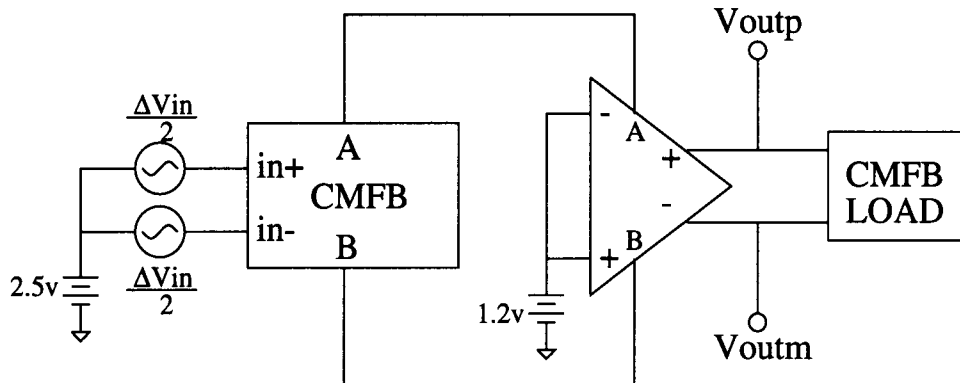 Voutp
ΔVin
2
A
in+
CMFB
in-
B
2.5v
ΔVin
2
-
A
+
-
B
+
1.2v
CMFB
LOAD
Voutm